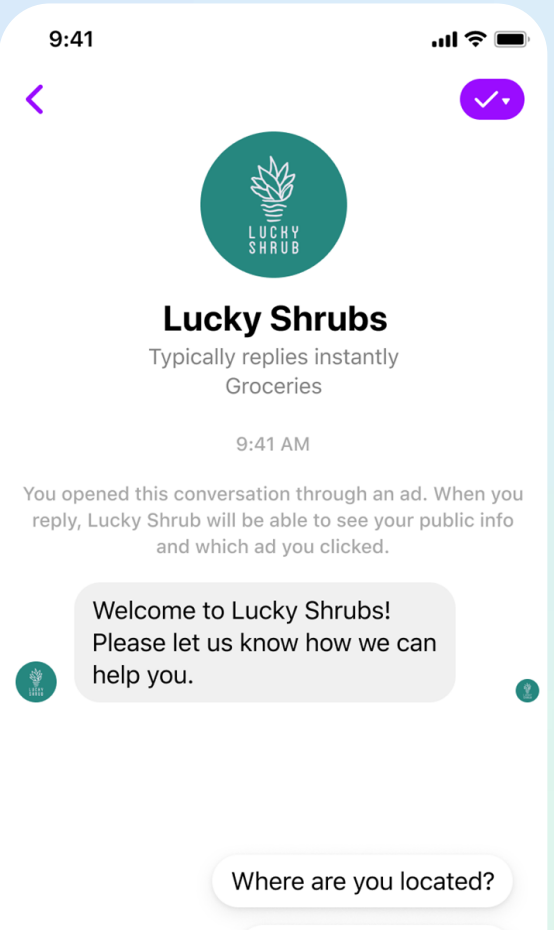 9:41
LUCKY
SHRUB
Lucky Shrubs
Typically replies instantly
Groceries
9:41 AM
You opened this conversation through an ad. When you
reply, Lucky Shrub will be able to see your public info
and which ad you clicked.
Welcome to Lucky Shrubs!
Please let us know how we can
help you.
LUCKY
SHRUB
Where are you located?